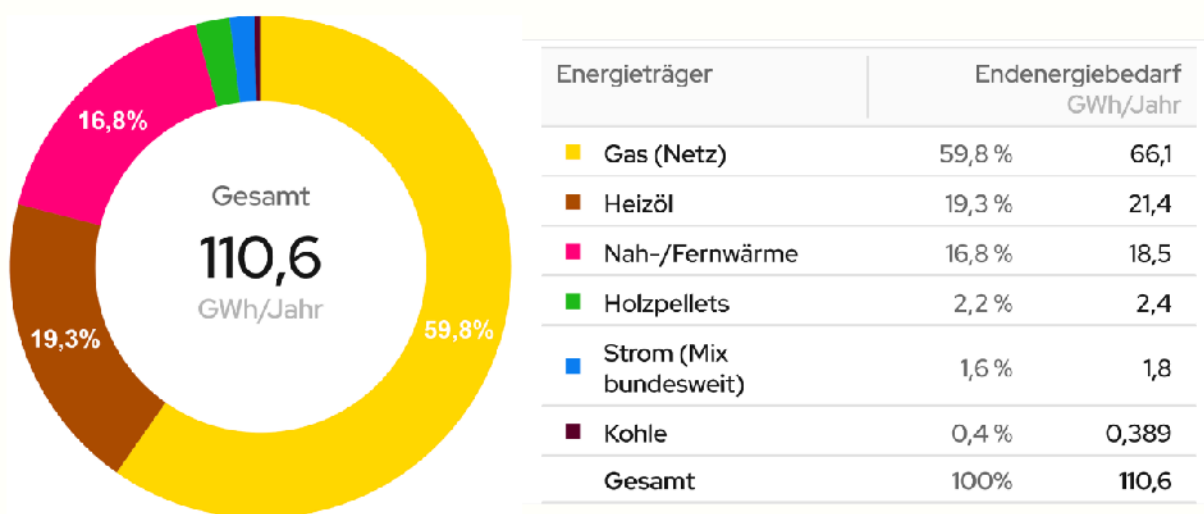 16,8%
Gesamt
110,6
GWh/Jahr
19,3%
59,8%
Energieträger Endenergiebedarf
GWh/Jahr
Gas (Netz) 59,8 % 66,1
Heizöl 19,3 % 21,4
Nah-/Fernwärme 16,8 % 18,5
Holzpellets 2,2 % 2,4
Strom (Mix
bundesweit) 1,6 % 1,8
Kohle 0,4 % 0,389
Gesamt 100% 110,6